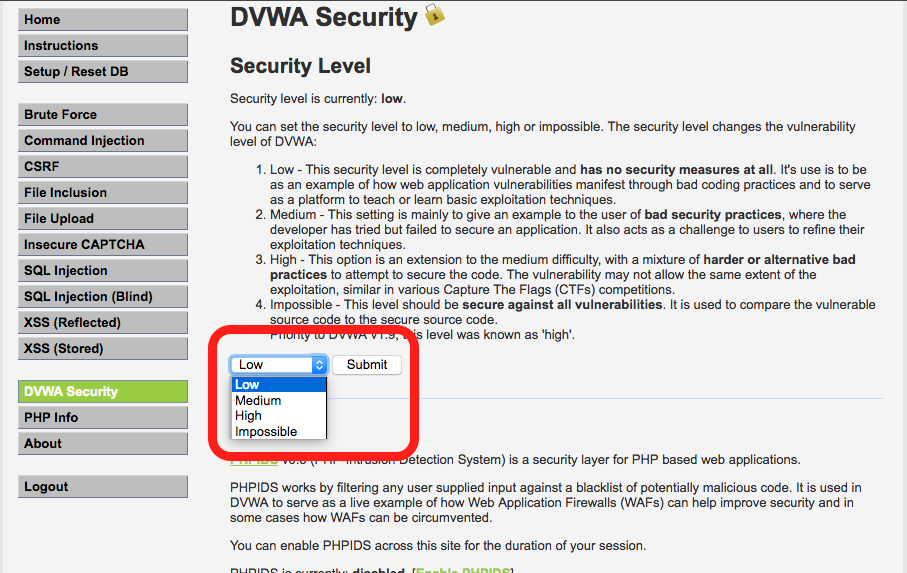 Home
Instructions
Setup / Reset DB
Brute Force
Command Injection
CSRF
File Inclusion
File Upload
Insecure CAPTCHA
SQL Injection
SQL Injection (Blind)
XSS (Reflected)
XSS (Stored)
DVWA Security
PHP Info
About
Logout
DVWA Security
Security Level
Security level is currently: low.
You can set the security level to low, medium, high or impossible. The security level changes the vulnerability
level of DVWA:
1. Low - This security level is completely vulnerable and has no security measures at all. It's use is to be
as an example of how web application vulnerabilities manifest through bad coding practices and to serve
as a platform to teach or learn basic exploitation techniques.
2. Medium - This setting is mainly to give an example to the user of bad security practices, where the
developer has tried but failed to secure an application. It also acts as a challenge to users to refine their
exploitation techniques.
3. High - This option is an extension to the medium difficulty, with a mixture of harder or alternative bad
practices to attempt to secure the code. The vulnerability may not allow the same extent of the
exploitation, similar in various Capture The Flags (CTFs) competitions.
4. Impossible - This level should be secure against all vulnerabilities. It is used to compare the vulnerable
source code to the secure source code.
Priority to DVWA v1.9, this level was known as 'high'.
Low Submit
Low
Medium
High
Impossible
PHPIDS (PHP-Intrusion Detection System) is a security layer for PHP based web applications.
PHPIDS works by filtering any user supplied input against a blacklist of potentially malicious code. It is used in
DVWA to serve as a live example of how Web Application Firewalls (WAFs) can help improve security and in
some cases how WAFs can be circumvented.
You can enable PHPIDS across this site for the duration of your session.
PHPIDS is currently: disabled. [Enable PHPIDS]